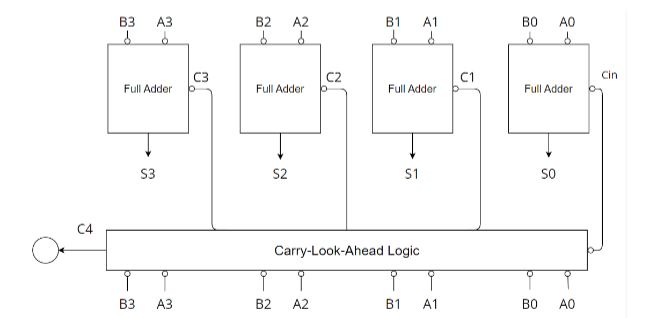 B3 A3 B2 A2 B1 A1 B0 A0
C3 C2 C1 Cin
Full Adder Full Adder Full Adder Full Adder
S3 S2 S1 S0
C4
Carry-Look-Ahead Logic
B3 A3 B2 A2 B1 A1 B0 A0